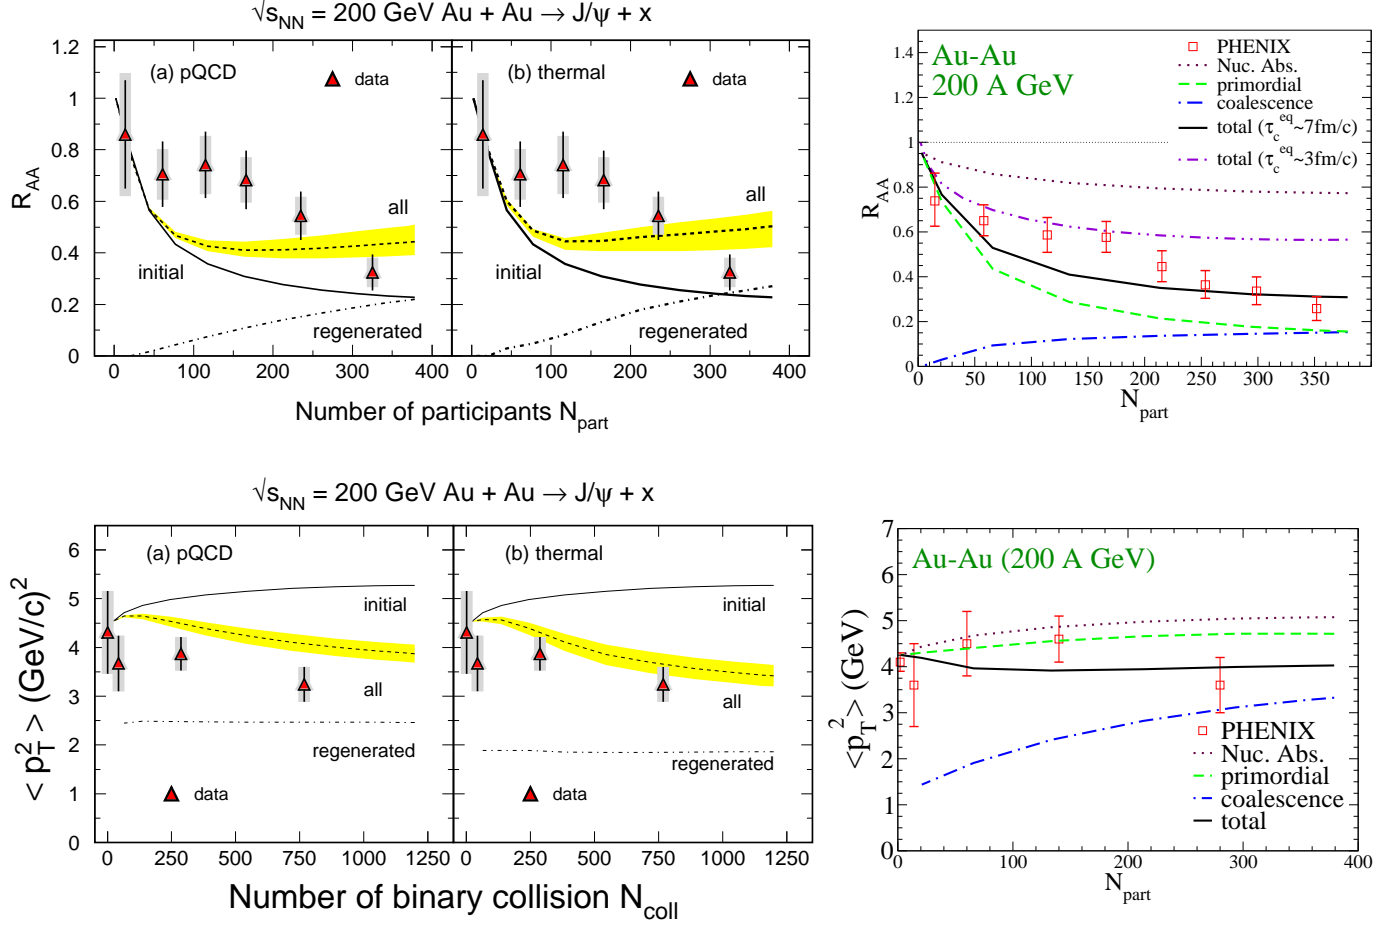 √s_NN = 200 GeV Au + Au → J/ψ + x
R_AA
1.2
1
0.8
0.6
0.4
0.2
0
(a) pQCD
data
initial
all
regenerated
(b) thermal
data
initial
all
regenerated
0 100 200 300 400
0 100 200 300 400
Number of participants N_part
R_AA
1.4
1.2
1
0.8
0.6
0.4
0.2
0
Au-Au
200 A GeV
PHENIX
Nuc. Abs.
primordial
coalescence
total (τ_c^eq~7fm/c)
total (τ_c^eq~3fm/c)
0 50 100 150 200 250 300 350
N_part
√s_NN = 200 GeV Au + Au → J/ψ + x
< p_T^2 > (GeV/c)^2
6
5
4
3
2
1
0
(a) pQCD
initial
all
regenerated
data
(b) thermal
initial
all
regenerated
data
0 250 500 750 1000
0 250 500 750 1000 1250
Number of binary collision N_coll
<p_T^2> (GeV)
7
6
5
4
3
2
1
0
Au-Au (200 A GeV)
PHENIX
Nuc. Abs.
primordial
coalescence
total
0 100 200 300 400
N_part